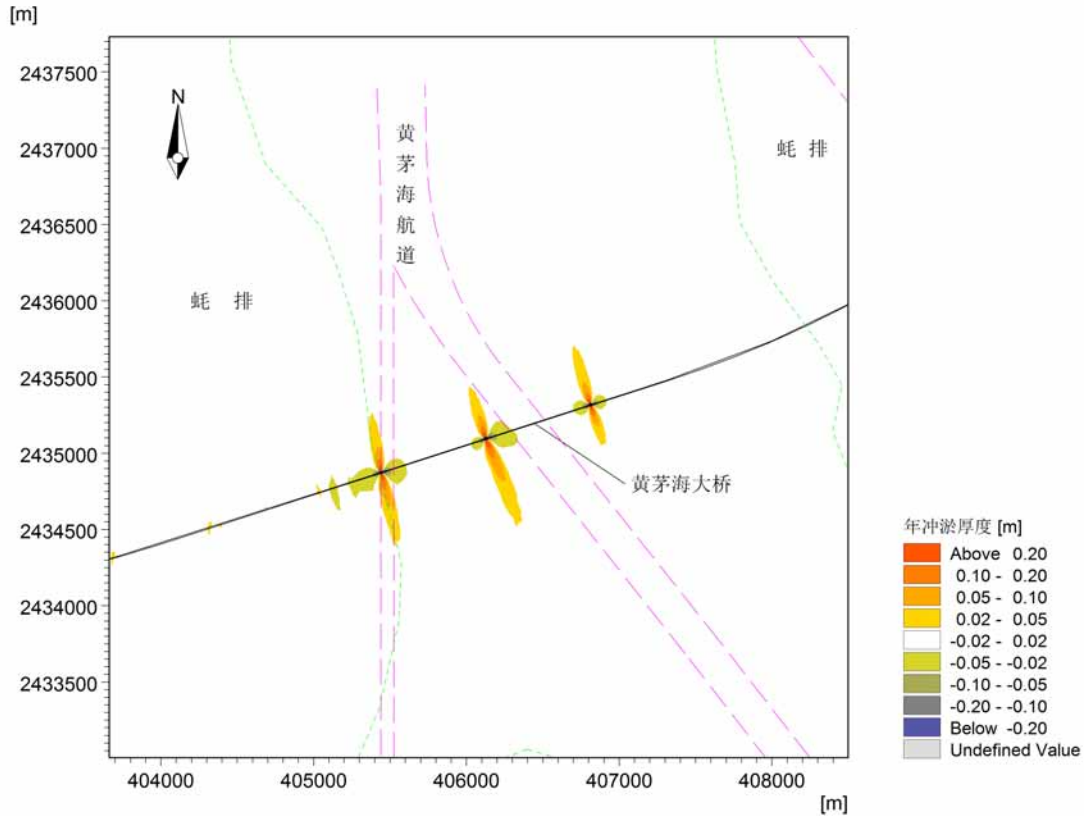 [m]
2437500
2437000
2436500
2436000
2435500
2435000
2434500
2434000
2433500
N
黄茅海航道
蚝 排
蚝 排
黄茅海大桥
年冲淤厚度 [m]
Above 0.20
0.10 - 0.20
0.05 - 0.10
0.02 - 0.05
-0.02 - 0.02
-0.05 - -0.02
-0.10 - -0.05
-0.20 - -0.10
Below -0.20
Undefined Value
404000 405000 406000 407000 408000
[m]